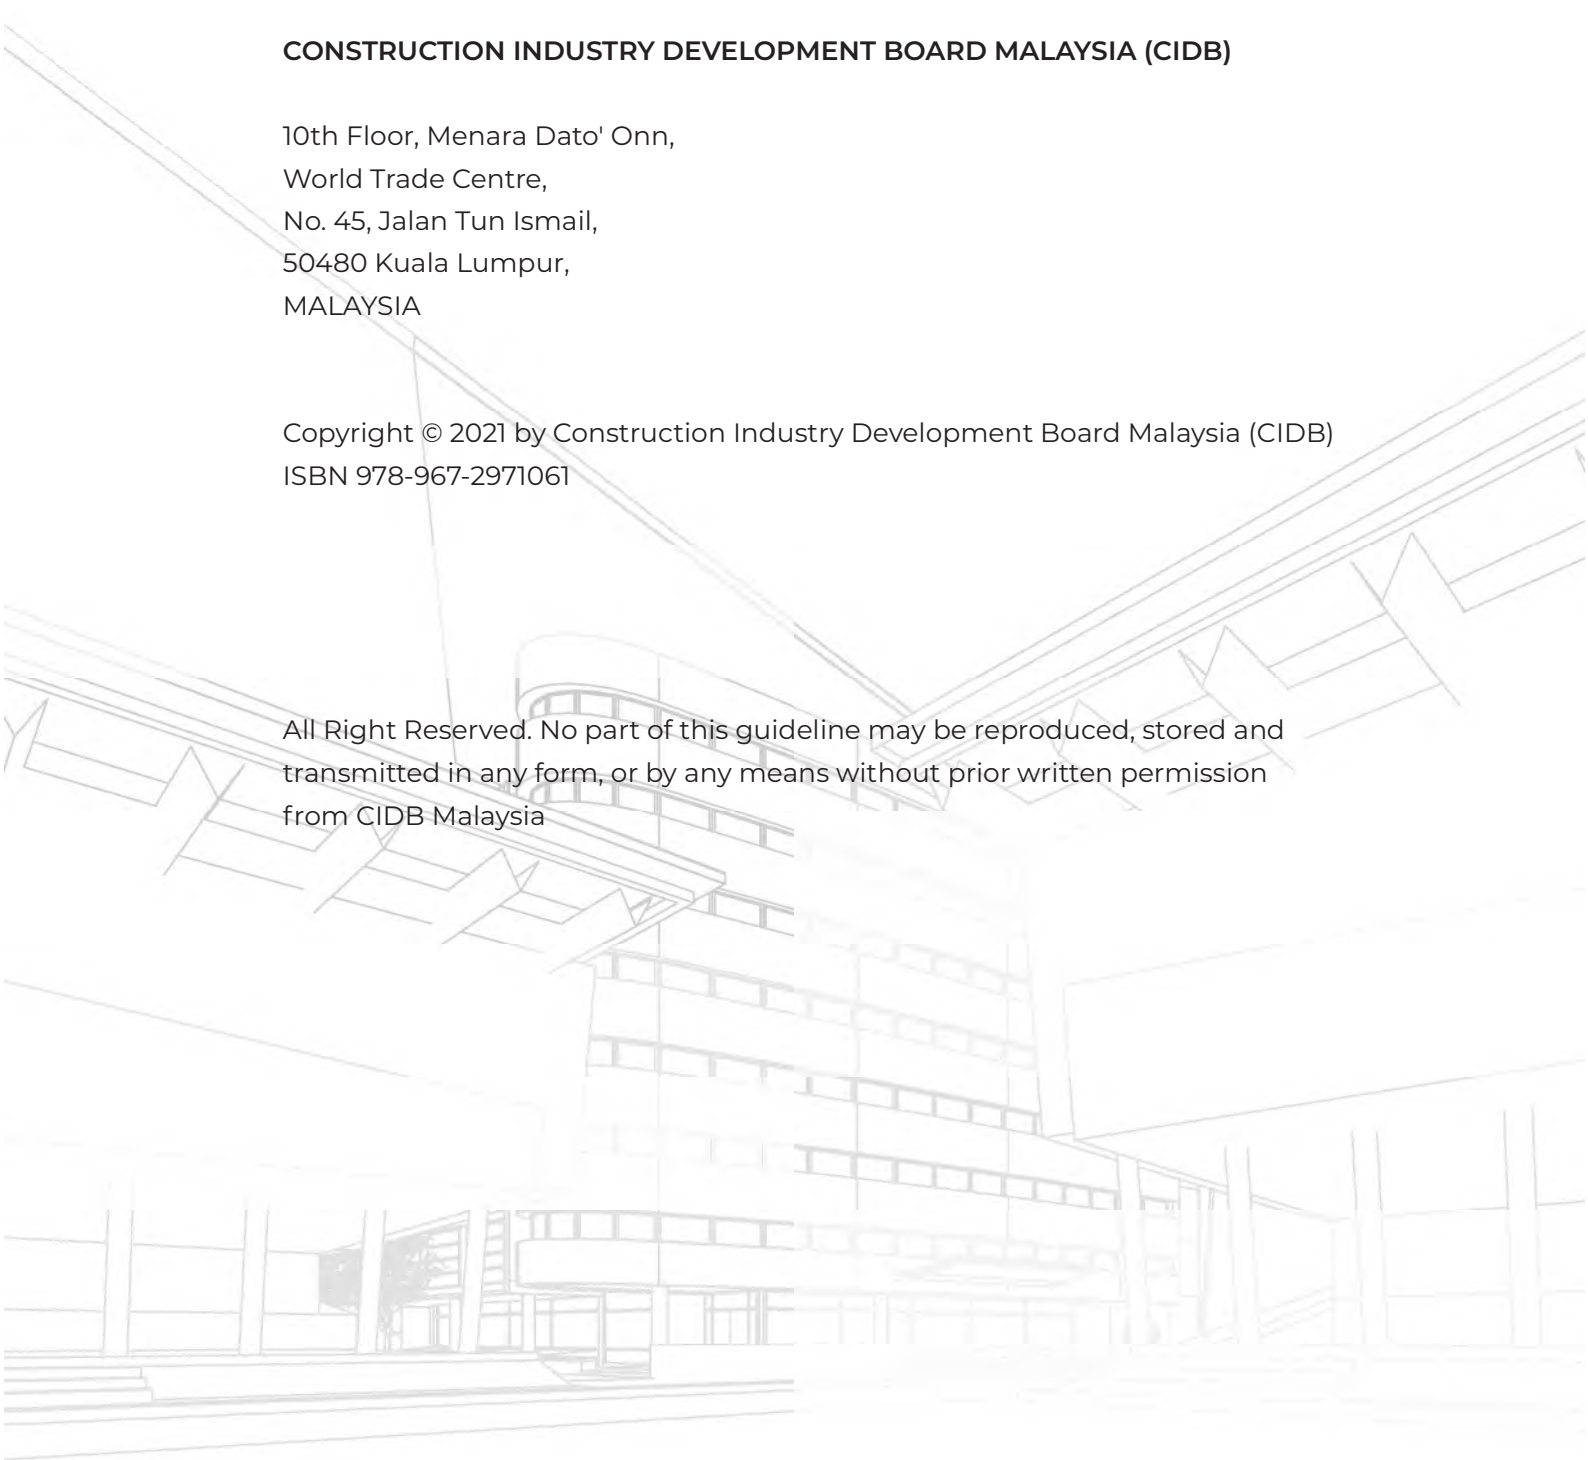 CONSTRUCTION INDUSTRY DEVELOPMENT BOARD MALAYSIA (CIDB)
10th Floor, Menara Dato' Onn,
World Trade Centre,
No. 45, Jalan Tun Ismail,
50480 Kuala Lumpur,
MALAYSIA
Copyright © 2021 by Construction Industry Development Board Malaysia (CIDB)
ISBN 978-967-2971061
All Right Reserved. No part of this guideline may be reproduced, stored and
transmitted in any form, or by any means without prior written permission
from CIDB Malaysia